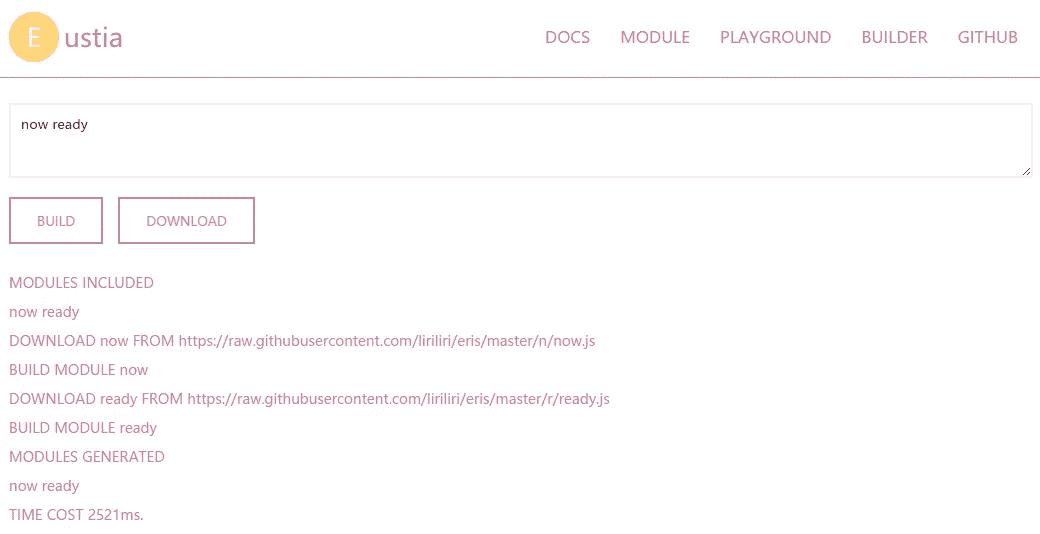 Eustia
DOCS MODULE PLAYGROUND BUILDER GITHUB
now ready
BUILD DOWNLOAD
MODULES INCLUDED
now ready
DOWNLOAD now FROM https://raw.githubusercontent.com/liriliri/eris/master/n/now.js
BUILD MODULE now
DOWNLOAD ready FROM https://raw.githubusercontent.com/liriliri/eris/master/r/ready.js
BUILD MODULE ready
MODULES GENERATED
now ready
TIME COST 2521ms.